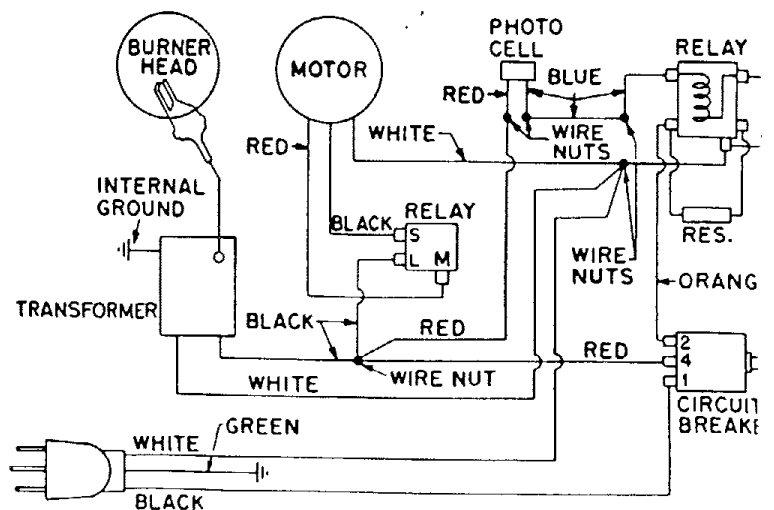 PHOTO
CELL
RELAY
BURNER
HEAD
MOTOR
BLUE
RED
RED
WHITE
WIRE
NUTS
INTERNAL
GROUND
RELAY
BLACK
S
L M
RES.
WIRE
NUTS
ORANG
TRANSFORMER
BLACK
RED
RED
2
4
1
WHITE
WIRE NUT
CIRCUIT
BREAKE
GREEN
WHITE
BLACK